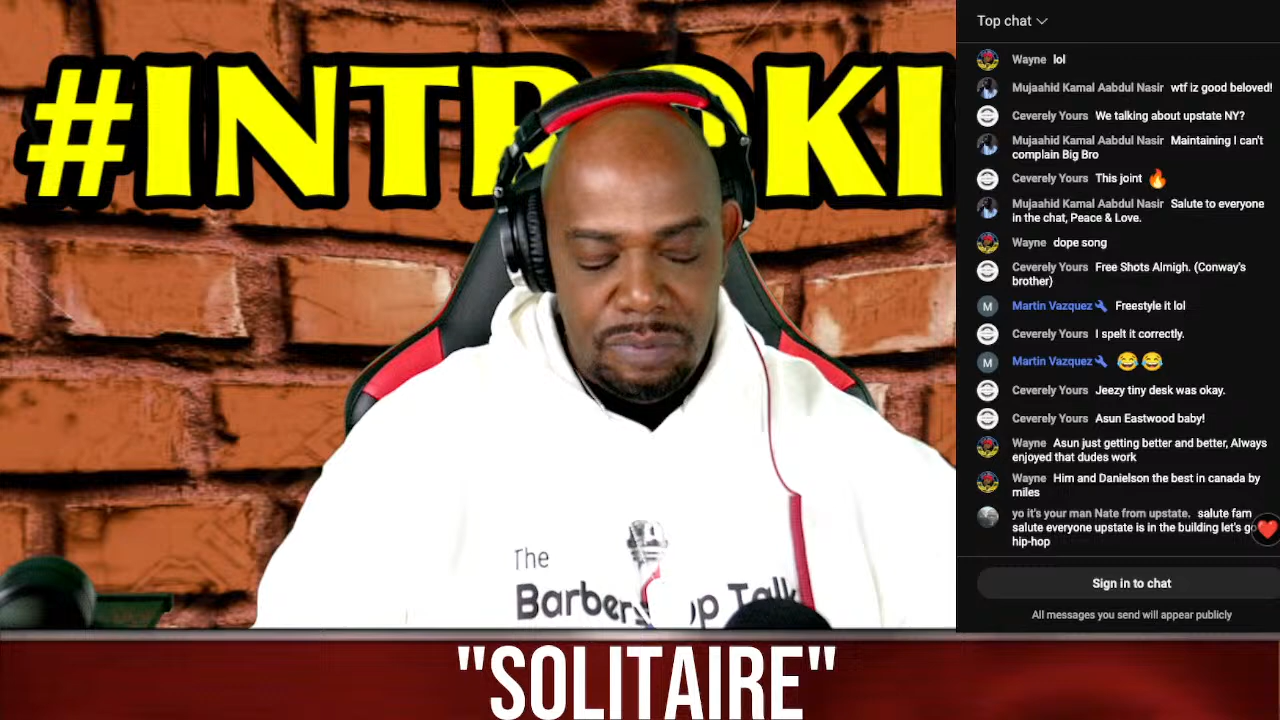 #INTR OKI
The
Barbers op Talk
"SOLITAIRE"
Top chat
Wayne lol
Mujaahid Kamal Aabdul Nasir wtf iz good beloved!
Ceverely Yours We talking about upstate NY?
Mujaahid Kamal Aabdul Nasir Maintaining I can't
complain Big Bro
Ceverely Yours This joint 🔥
Mujaahid Kamal Aabdul Nasir Salute to everyone
in the chat, Peace & Love.
Wayne dope song
Ceverely Yours Free Shots Almigh. (Conway's
brother)
M Martin Vazquez Freestyle it lol
Ceverely Yours I spelt it correctly.
M Martin Vazquez 😂😂
Ceverely Yours Jeezy tiny desk was okay.
Ceverely Yours Asun Eastwood baby!
Wayne Asun just getting better and better, Always
enjoyed that dudes work
Wayne Him and Danielson the best in canada by
miles
yo it's your man Nate from upstate. salute fam
salute everyone upstate is in the building let's go
hip-hop
Sign in to chat
All messages you send will appear publicly